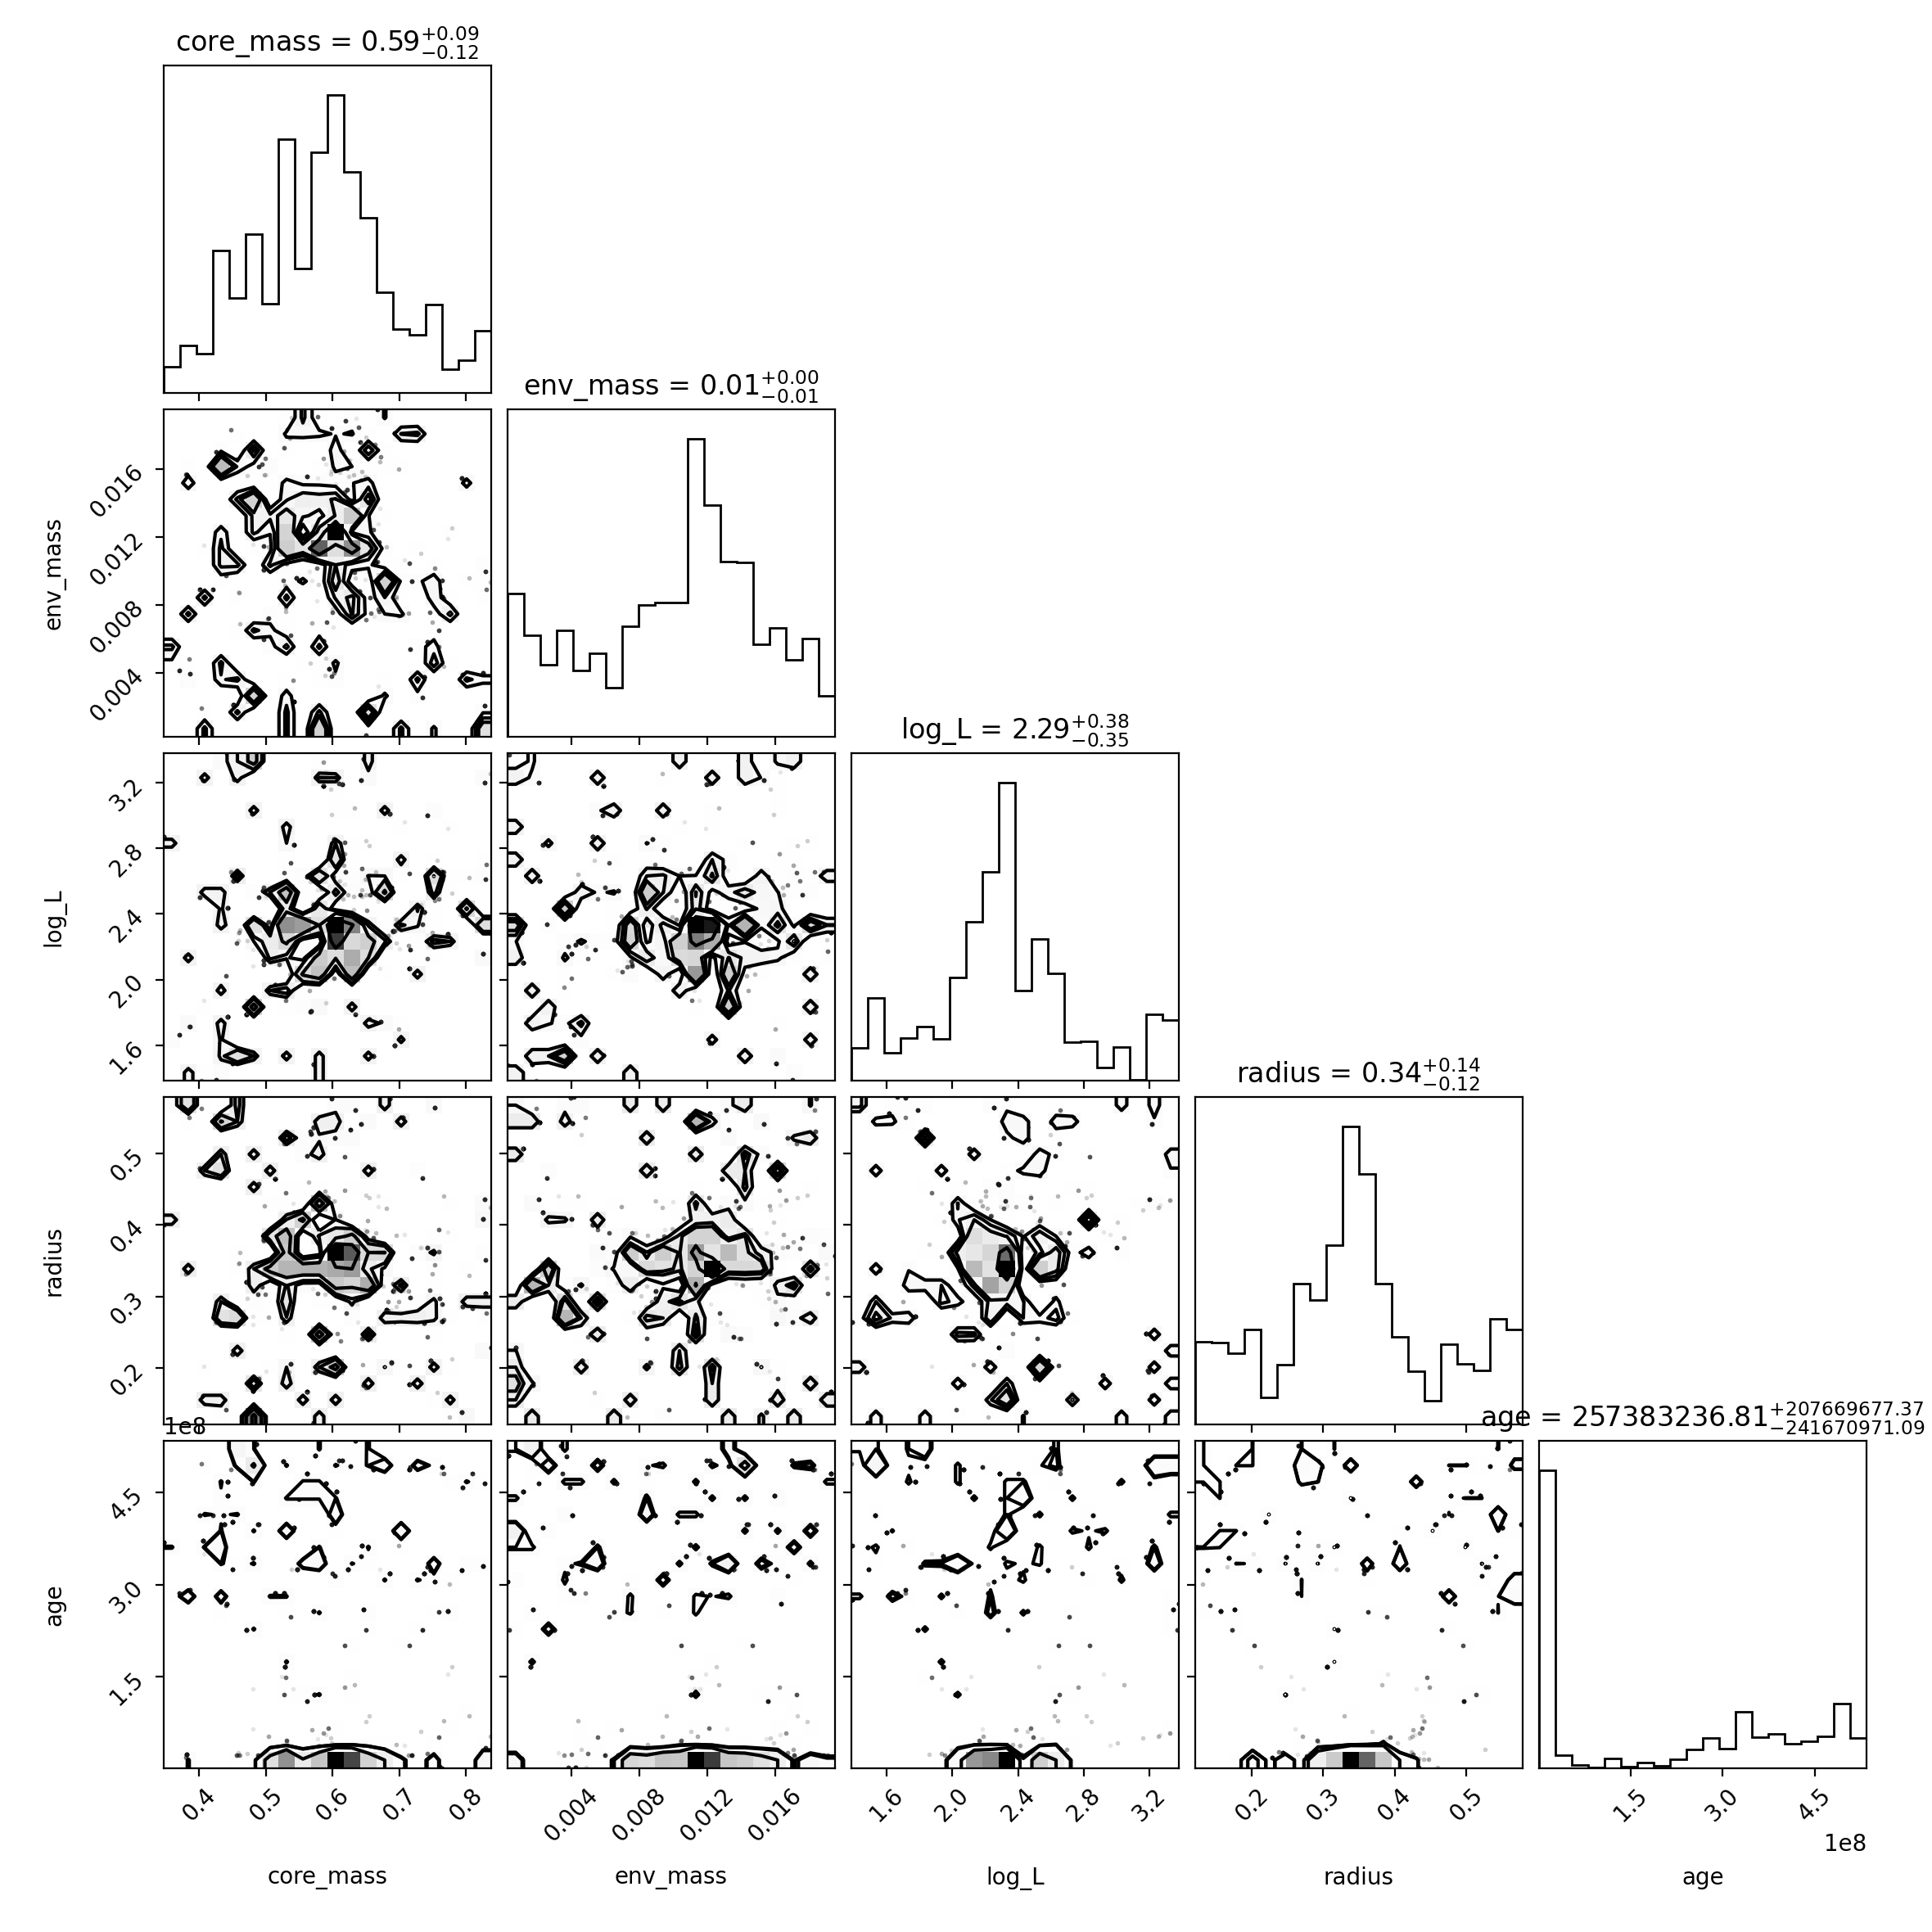 core_mass = 0.59 +0.09 −0.12
env_mass = 0.01 +0.00 −0.01
env_mass
0.016
0.012
0.008
0.004
log_L = 2.29 +0.38 −0.35
log_L
3.2
2.8
2.4
2.0
1.6
radius = 0.34 +0.14 −0.12
radius
0.5
0.4
0.3
0.2
1e8
age = 257383236.81 +207669677.37 −241670971.09
age
4.5
3.0
1.5
0.4 0.5 0.6 0.7 0.8 0.004 0.008 0.012 0.016 1.6 2.0 2.4 2.8 3.2 0.2 0.3 0.4 0.5 1.5 3.0 4.5
1e8
core_mass env_mass log_L radius age